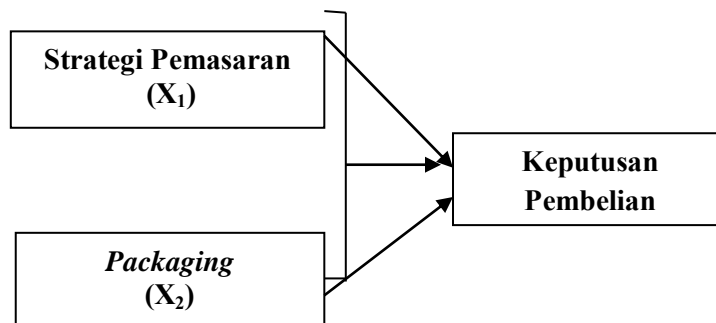 Strategi Pemasaran
(X₁)
Keputusan
Pembelian
Packaging
(X₂)